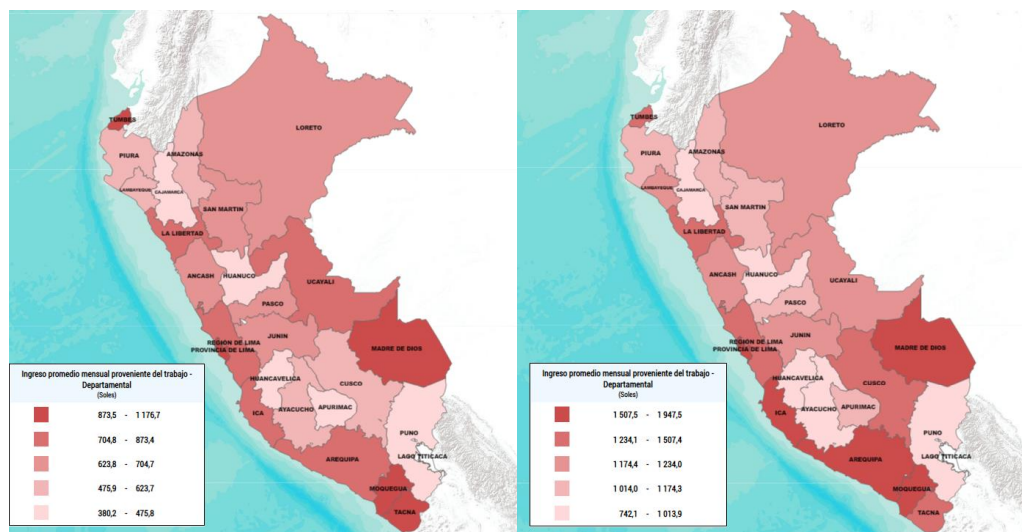 TUMBES
LORETO
PIURA
AMAZONAS
LAMBAYEQUE
CAJAMARCA
SAN MARTIN
LA LIBERTAD
ANCASH
HUANUCO
UCAYALI
PASCO
JUNIN
REGIÓN DE LIMA
PROVINCIA DE LIMA
MADRE DE DIOS
HUANCAVELICA
CUSCO
ICA
AYACUCHO
APURIMAC
PUNO
AREQUIPA
LAGO TITICACA
MOQUEGUA
TACNA
Ingreso promedio mensual proveniente del trabajo -
Departamental
(Soles)
873,5 - 1 176,7
704,8 - 873,4
623,8 - 704,7
475,9 - 623,7
380,2 - 475,8
TUMBES
LORETO
PIURA
AMAZONAS
LAMBAYEQUE
CAJAMARCA
SAN MARTIN
LA LIBERTAD
ANCASH
HUANUCO
UCAYALI
PASCO
JUNIN
REGIÓN DE LIMA
PROVINCIA DE LIMA
MADRE DE DIOS
HUANCAVELICA
CUSCO
ICA
AYACUCHO
APURIMAC
PUNO
AREQUIPA
LAGO TITICACA
MOQUEGUA
TACNA
Ingreso promedio mensual proveniente del trabajo -
Departamental
(Soles)
1 507,5 - 1 947,5
1 234,1 - 1 507,4
1 174,4 - 1 234,0
1 014,0 - 1 174,3
742,1 - 1 013,9